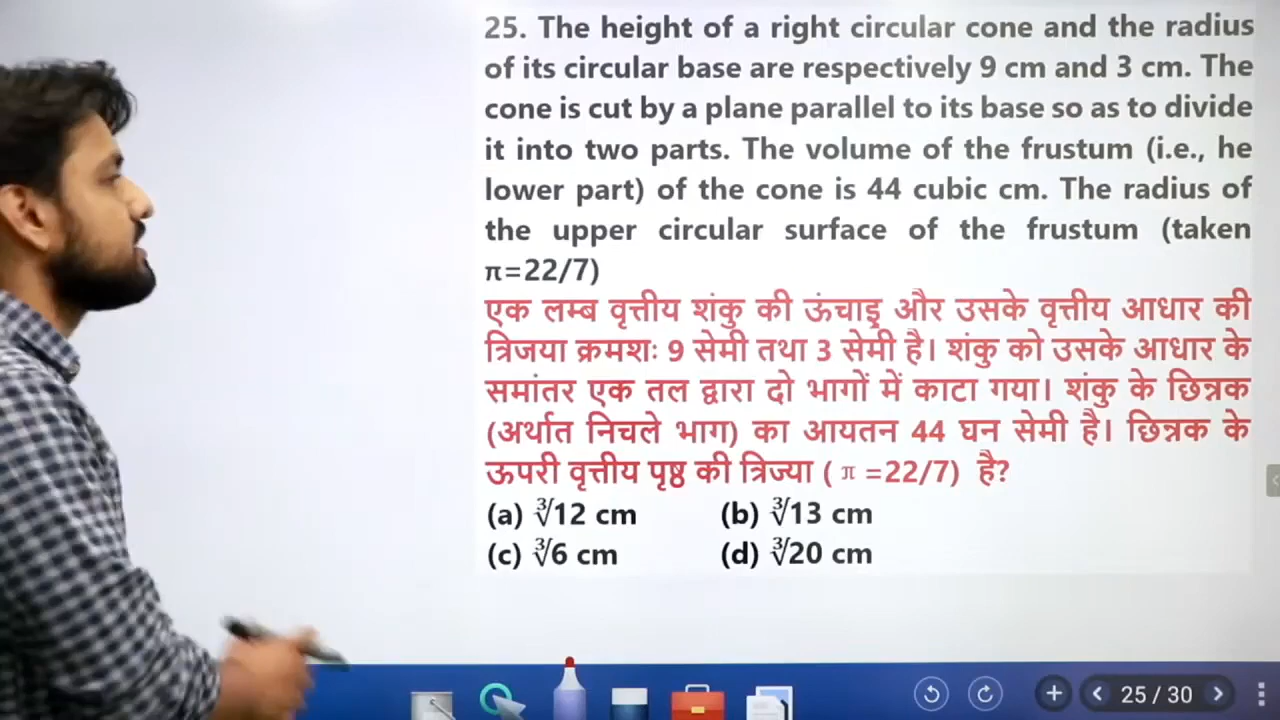 25. The height of a right circular cone and the radius
of its circular base are respectively 9 cm and 3 cm. The
cone is cut by a plane parallel to its base so as to divide
it into two parts. The volume of the frustum (i.e., he
lower part) of the cone is 44 cubic cm. The radius of
the upper circular surface of the frustum (taken
π=22/7)
एक लम्ब वृत्तीय शंकु की ऊंचाइ और उसके वृत्तीय आधार की
त्रिजया क्रमशः 9 सेमी तथा 3 सेमी है। शंकु को उसके आधार के
समांतर एक तल द्वारा दो भागों में काटा गया। शंकु के छिन्नक
(अर्थात निचले भाग) का आयतन 44 घन सेमी है। छिन्नक के
ऊपरी वृत्तीय पृष्ठ की त्रिज्या ( π =22/7) है?
(a) ∛12 cm (b) ∛13 cm
(c) ∛6 cm (d) ∛20 cm
25 / 30